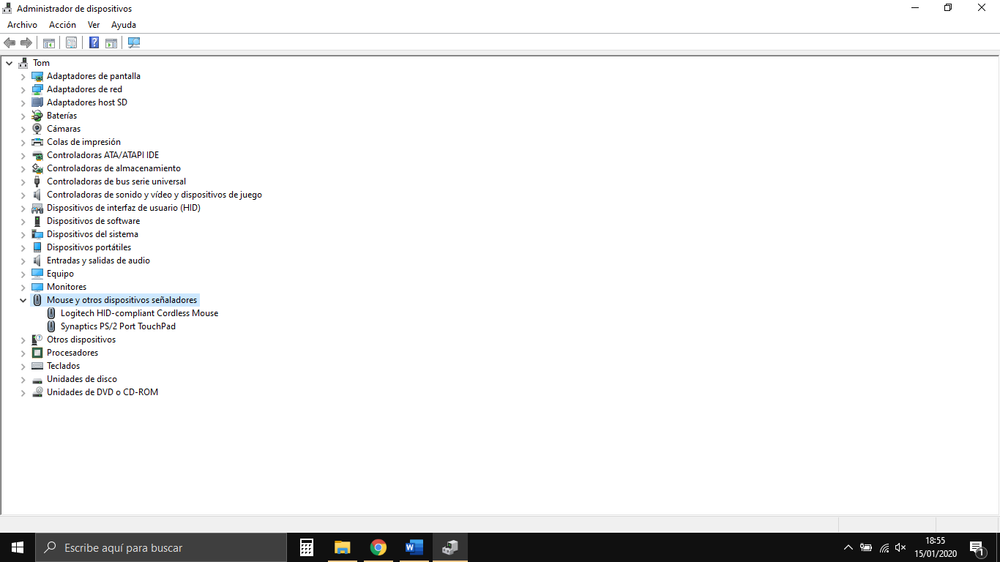 Administrador de dispositivos
Archivo Acción Ver Ayuda
Tom
Adaptadores de pantalla
Adaptadores de red
Adaptadores host SD
Baterías
Cámaras
Colas de impresión
Controladoras ATA/ATAPI IDE
Controladoras de almacenamiento
Controladoras de bus serie universal
Controladoras de sonido y vídeo y dispositivos de juego
Dispositivos de interfaz de usuario (HID)
Dispositivos de software
Dispositivos del sistema
Dispositivos portátiles
Entradas y salidas de audio
Equipo
Monitores
Mouse y otros dispositivos señaladores
Logitech HID-compliant Cordless Mouse
Synaptics PS/2 Port TouchPad
Otros dispositivos
Procesadores
Teclados
Unidades de disco
Unidades de DVD o CD-ROM
Escribe aquí para buscar
18:55
15/01/2020
1